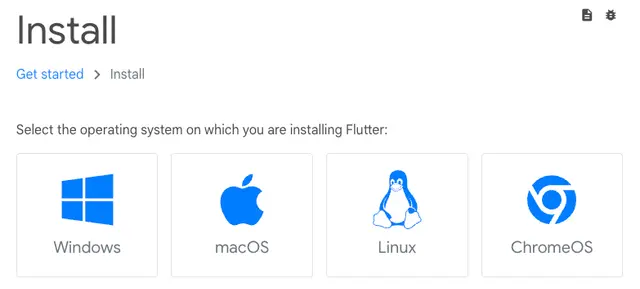 Install
Get started > Install
Select the operating system on which you are installing Flutter:
Windows macOS Linux ChromeOS